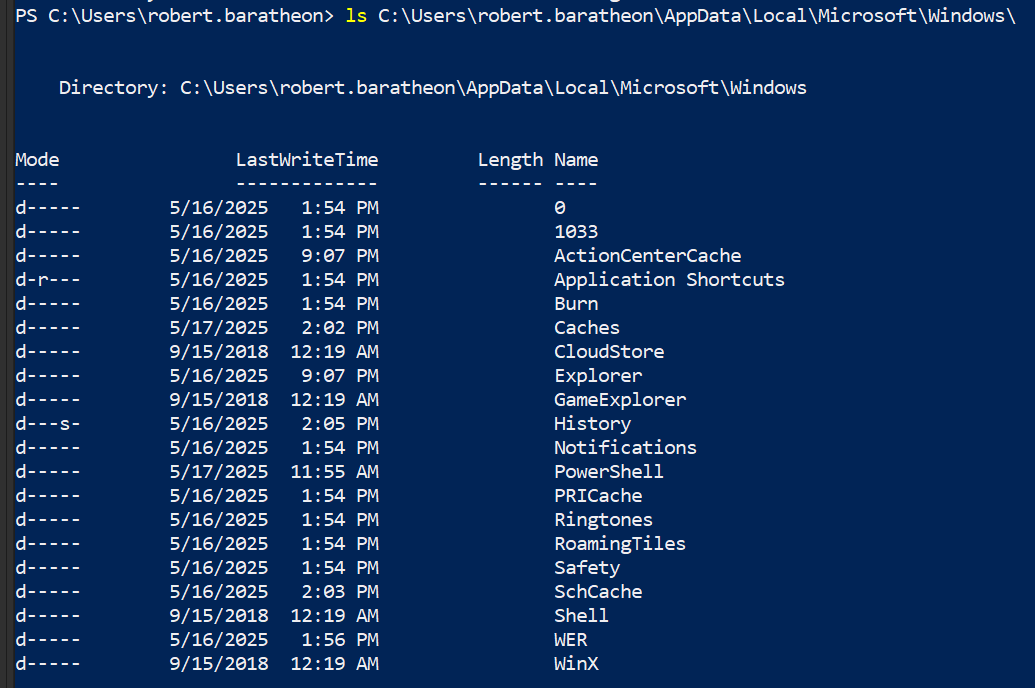 PS C:\Users\robert.baratheon> ls C:\Users\robert.baratheon\AppData\Local\Microsoft\Windows\
Directory: C:\Users\robert.baratheon\AppData\Local\Microsoft\Windows
Mode LastWriteTime Length Name
---- ------------- ------ ----
d----- 5/16/2025 1:54 PM 0
d----- 5/16/2025 1:54 PM 1033
d----- 5/16/2025 9:07 PM ActionCenterCache
d-r--- 5/16/2025 1:54 PM Application Shortcuts
d----- 5/16/2025 1:54 PM Burn
d----- 5/17/2025 2:02 PM Caches
d----- 9/15/2018 12:19 AM CloudStore
d----- 5/16/2025 9:07 PM Explorer
d----- 9/15/2018 12:19 AM GameExplorer
d---s- 5/16/2025 2:05 PM History
d----- 5/16/2025 1:54 PM Notifications
d----- 5/17/2025 11:55 AM PowerShell
d----- 5/16/2025 1:54 PM PRICache
d----- 5/16/2025 1:54 PM Ringtones
d----- 5/16/2025 1:54 PM RoamingTiles
d----- 5/16/2025 1:54 PM Safety
d----- 5/16/2025 2:03 PM SchCache
d----- 9/15/2018 12:19 AM Shell
d----- 5/16/2025 1:56 PM WER
d----- 9/15/2018 12:19 AM WinX